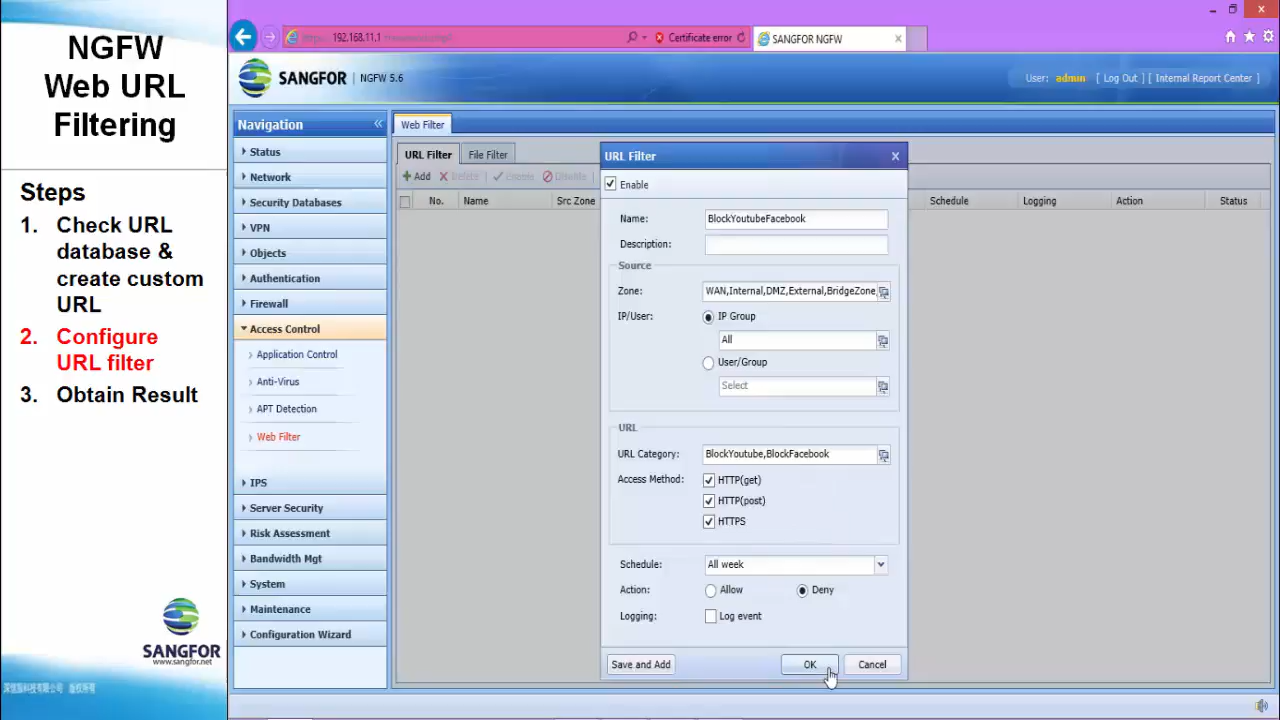 NGFW
Web URL
Filtering
Steps
1. Check URL
database &
create custom
URL
2. Configure
URL filter
3. Obtain Result
SANGFOR
www.sangfor.net
192.168.11.1
Certificate error
SANGFOR NGFW
SANGFOR | NGFW 5.6
User: admin [ Log Out ] [ Internal Report Center ]
Navigation
Status
Network
Security Databases
VPN
Objects
Authentication
Firewall
Access Control
Application Control
Anti-Virus
APT Detection
Web Filter
IPS
Server Security
Risk Assessment
Bandwidth Mgt
System
Maintenance
Configuration Wizard
Web Filter
URL Filter File Filter
Add Delete Enable Disable
No. Name Src Zone Schedule Logging Action Status
URL Filter
Enable
Name: BlockYoutubeFacebook
Description:
Source
Zone: WAN,Internal,DMZ,External,BridgeZone,
IP/User: IP Group
All
User/Group
Select
URL
URL Category: BlockYoutube,BlockFacebook
Access Method: HTTP(get)
HTTP(post)
HTTPS
Schedule: All week
Action: Allow Deny
Logging: Log event
Save and Add OK Cancel